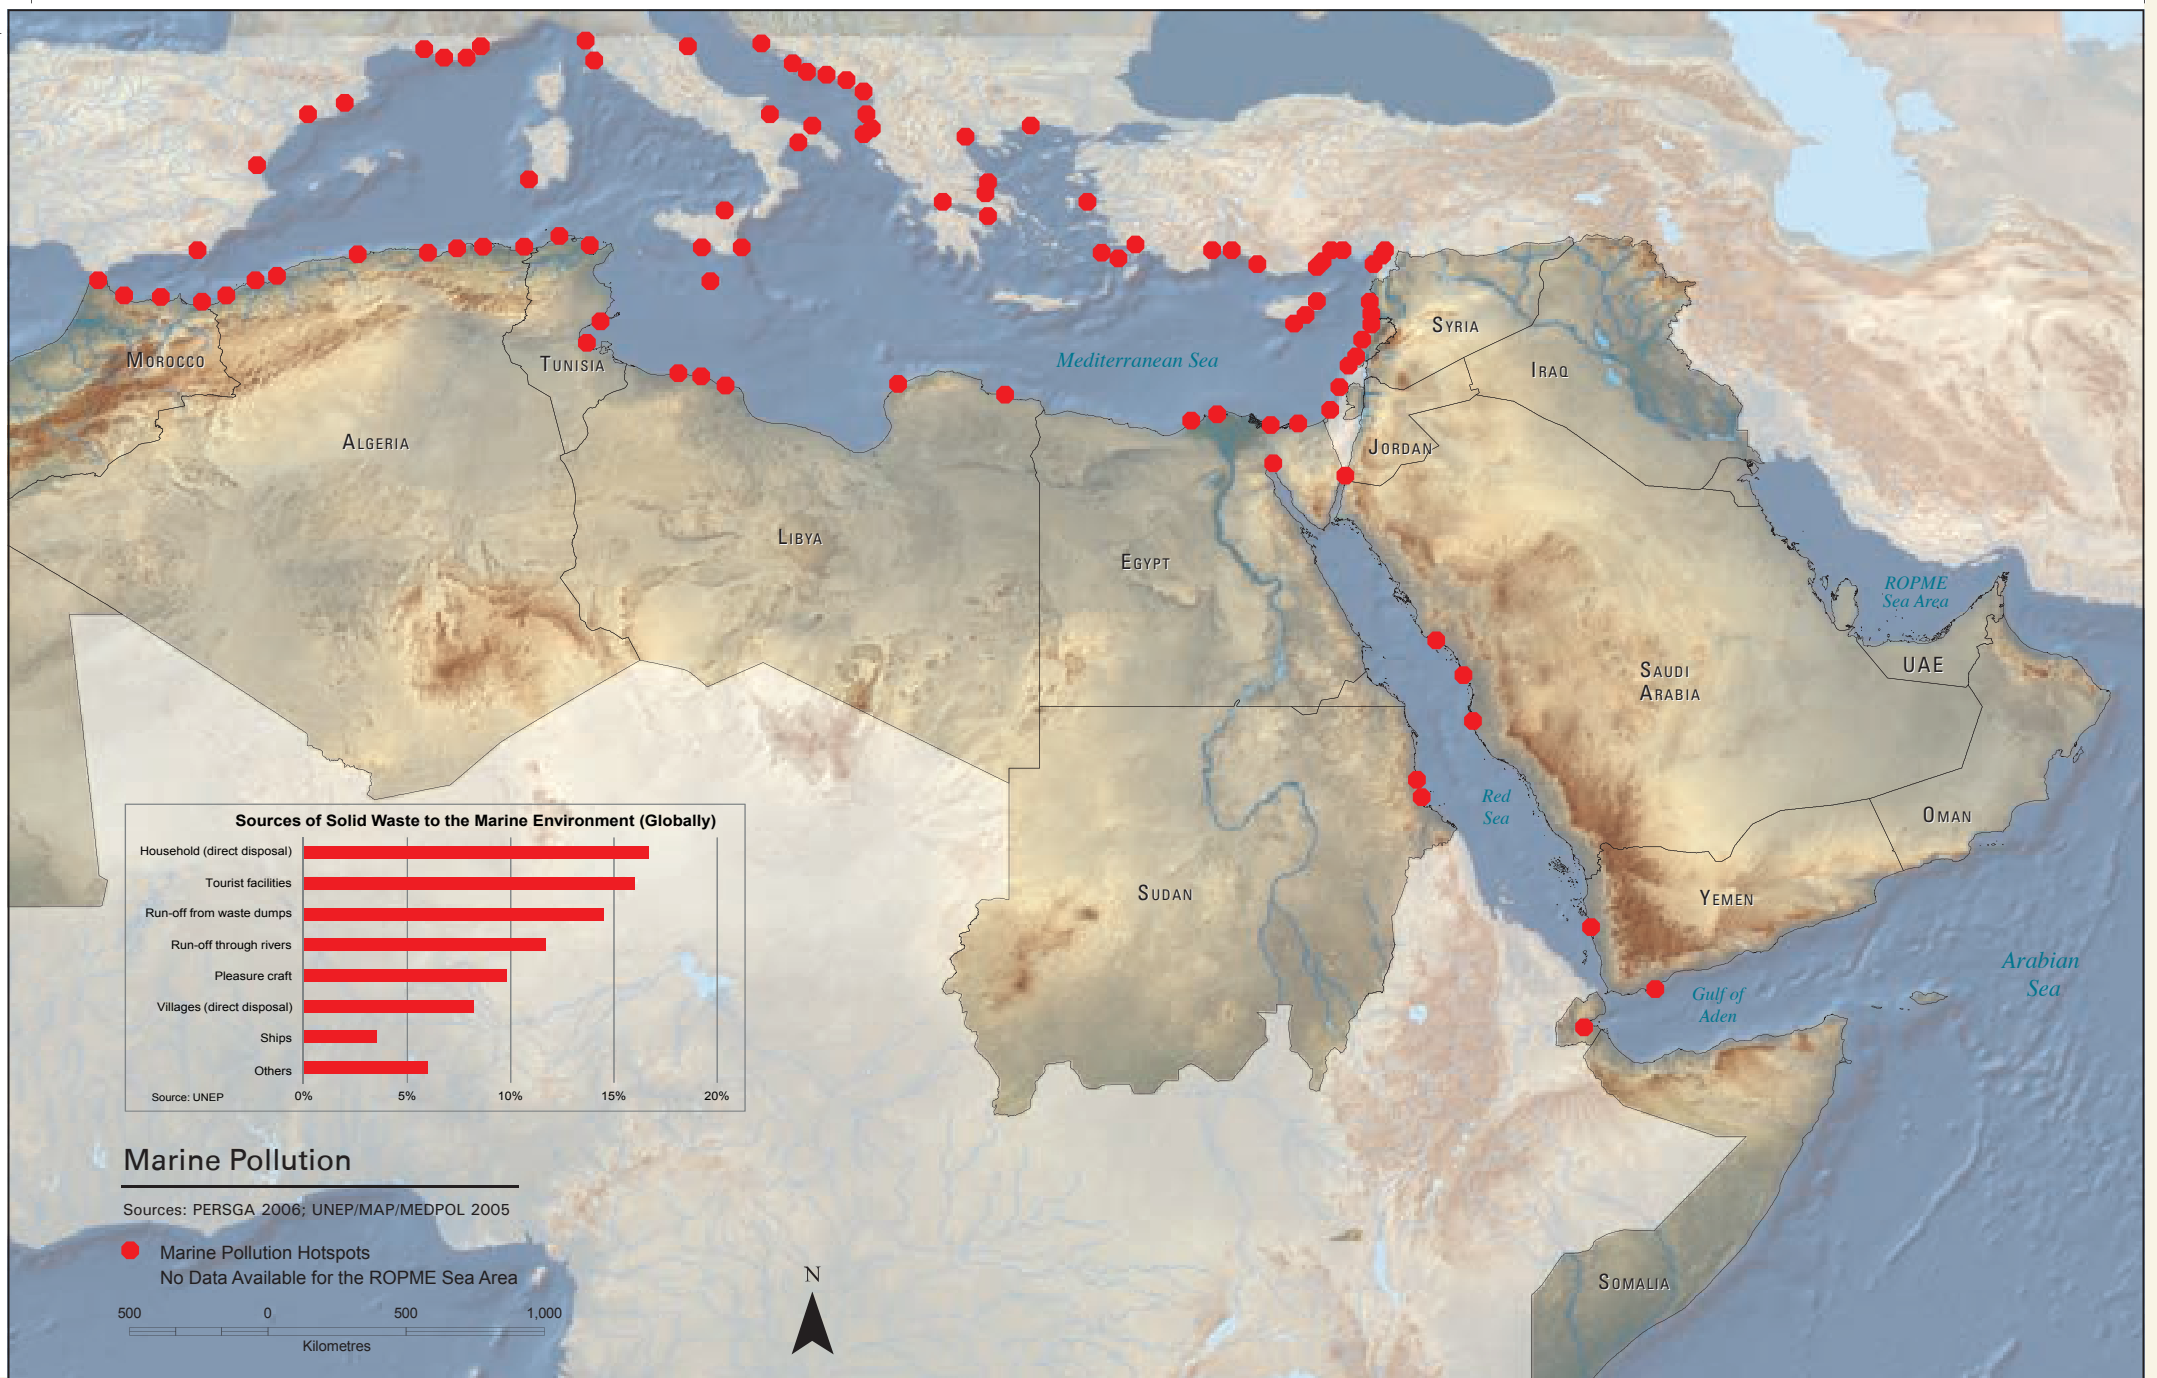 Mediterranean Sea
MOROCCO
TUNISIA
SYRIA
IRAQ
ALGERIA
JORDAN
LIBYA
EGYPT
ROPME
Sea Area
SAUDI
ARABIA
UAE
Red
Sea
OMAN
SUDAN
YEMEN
Arabian
Sea
Gulf of
Aden
SOMALIA
Sources of Solid Waste to the Marine Environment (Globally)
Household (direct disposal)
Tourist facilities
Run-off from waste dumps
Run-off through rivers
Pleasure craft
Villages (direct disposal)
Ships
Others
Source: UNEP
0% 5% 10% 15% 20%
Marine Pollution
Sources: PERSGA 2006; UNEP/MAP/MEDPOL 2005
Marine Pollution Hotspots
No Data Available for the ROPME Sea Area
500 0 500 1,000
Kilometres
N